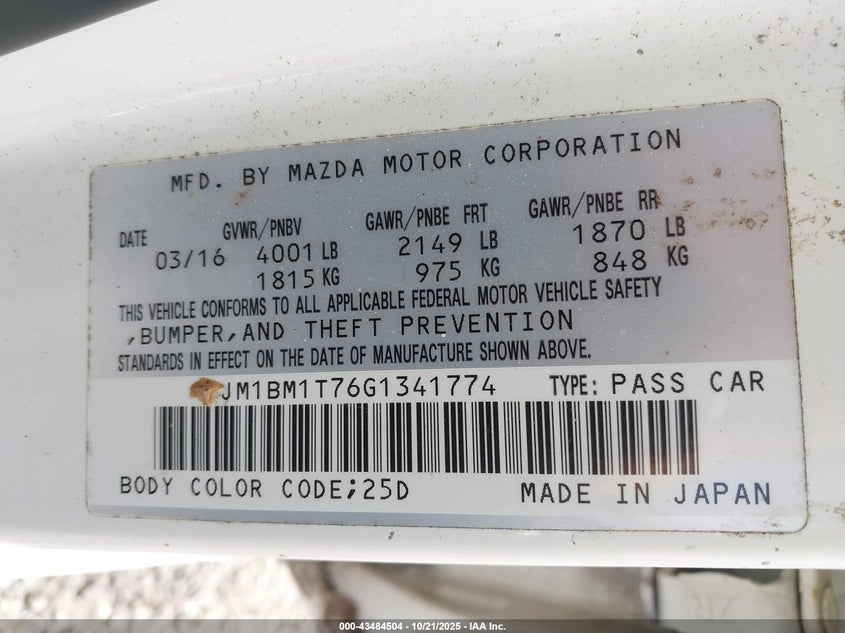 MFD. BY MAZDA MOTOR CORPORATION
DATE GVWR/PNBV GAWR/PNBE FRT GAWR/PNBE RR
03/16 4001 LB 2149 LB 1870 LB
1815 KG 975 KG 848 KG
THIS VEHICLE CONFORMS TO ALL APPLICABLE FEDERAL MOTOR VEHICLE SAFETY
,BUMPER,AND THEFT PREVENTION
STANDARDS IN EFFECT ON THE DATE OF MANUFACTURE SHOWN ABOVE.
JM1BM1T76G1341774 TYPE: PASS CAR
BODY COLOR CODE;25D MADE IN JAPAN
000-43484504 - 10/21/2025 - IAA Inc.